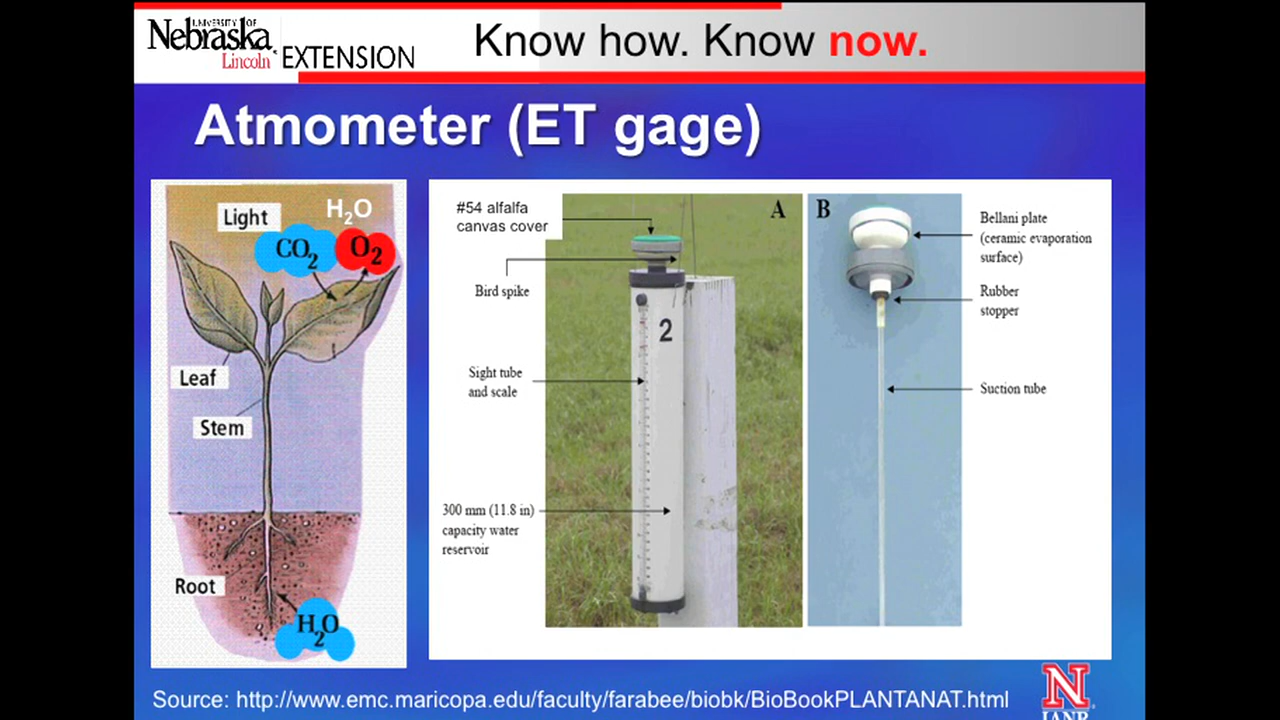 UNIVERSITY OF
Nebraska
Lincoln
EXTENSION
Know how. Know now.
Atmometer (ET gage)
Light
H2O
CO2
O2
Leaf
Stem
Root
H2O
#54 alfalfa
canvas cover
Bird spike
Sight tube
and scale
300 mm (11.8 in)
capacity water
reservoir
A
2
B
Bellani plate
(ceramic evaporation
surface)
Rubber
stopper
Suction tube
Source: http://www.emc.maricopa.edu/faculty/farabee/biobk/BioBookPLANTANAT.html
N
IANR